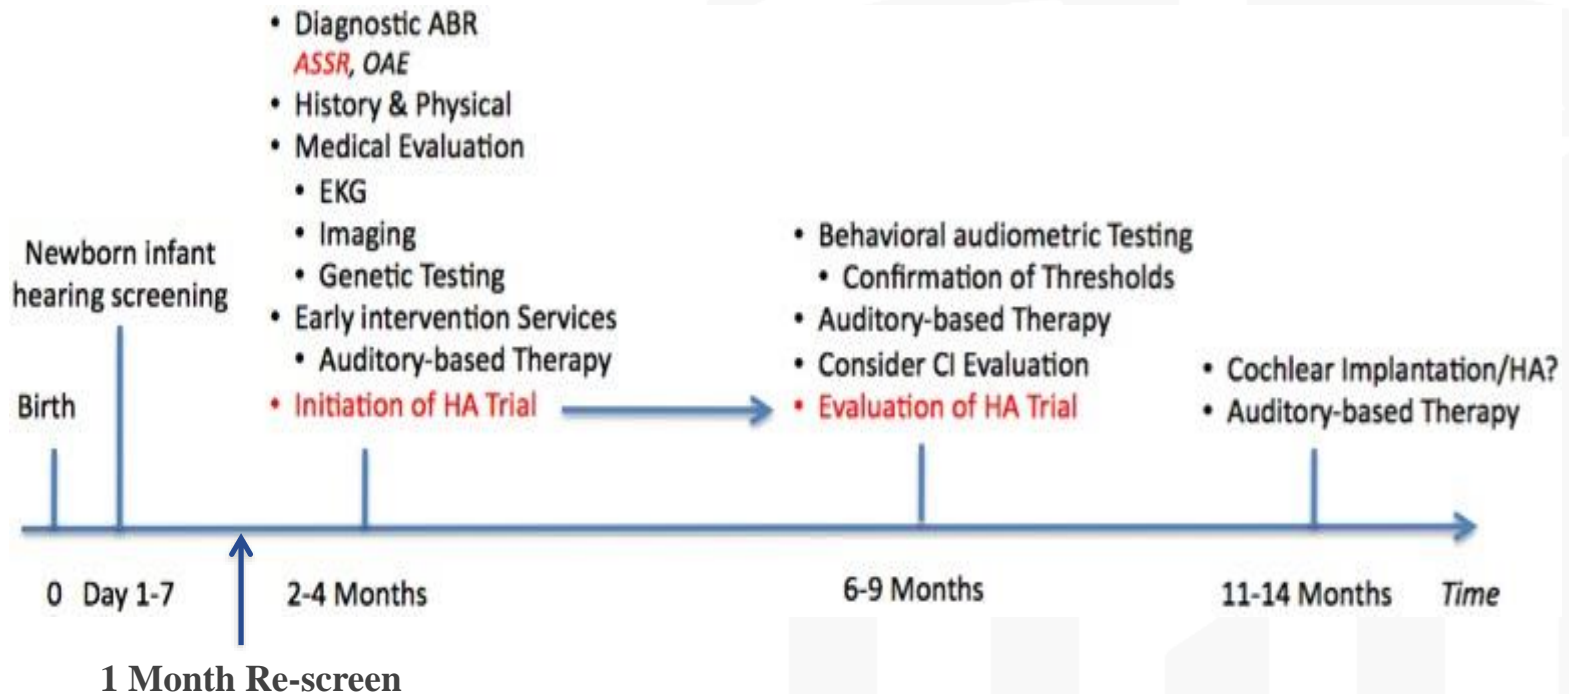 Birth
Newborn infant
hearing screening
• Diagnostic ABR
ASSR, OAE
• History & Physical
• Medical Evaluation
• EKG
• Imaging
• Genetic Testing
• Early intervention Services
• Auditory-based Therapy
• Initiation of HA Trial
• Behavioral audiometric Testing
• Confirmation of Thresholds
• Auditory-based Therapy
• Consider CI Evaluation
• Evaluation of HA Trial
• Cochlear Implantation/HA?
• Auditory-based Therapy
0 Day 1-7 2-4 Months 6-9 Months 11-14 Months Time
1 Month Re-screen